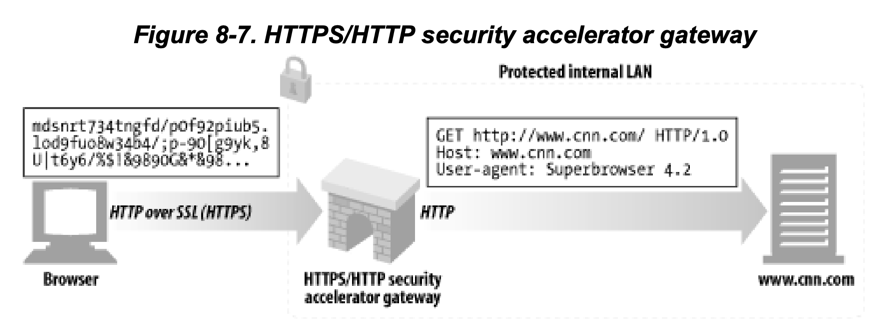 Figure 8-7. HTTPS/HTTP security accelerator gateway
Protected internal LAN
mdsnrt734tngfd/pOf92piub5.
lod9fuo8w34b4/;p-90[g9yk,8
U|t6y6/%$1&9890G&*&98...
GET http://www.cnn.com/ HTTP/1.0
Host: www.cnn.com
User-agent: Superbrowser 4.2
HTTP over SSL (HTTPS)
HTTP
Browser
HTTPS/HTTP security
accelerator gateway
www.cnn.com